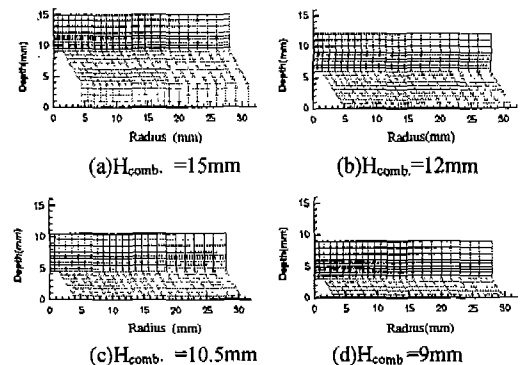 Depth(mm)
15
10
5
0
0 5 10 15 20 25 30
Radius (mm)
(a)Hcomb. =15mm
Depth(mm)
15
10
5
0
0 5 10 15 20 25 30
Radius(mm)
(b)Hcomb.=12mm
Depth(mm)
15
10
5
0
0 5 10 15 20 25 30
Radius (mm)
(c)Hcomb. =10.5mm
Depth(mm)
15
10
5
0
0 5 10 15 20 25 30
Radius(mm)
(d)Hcomb=9mm